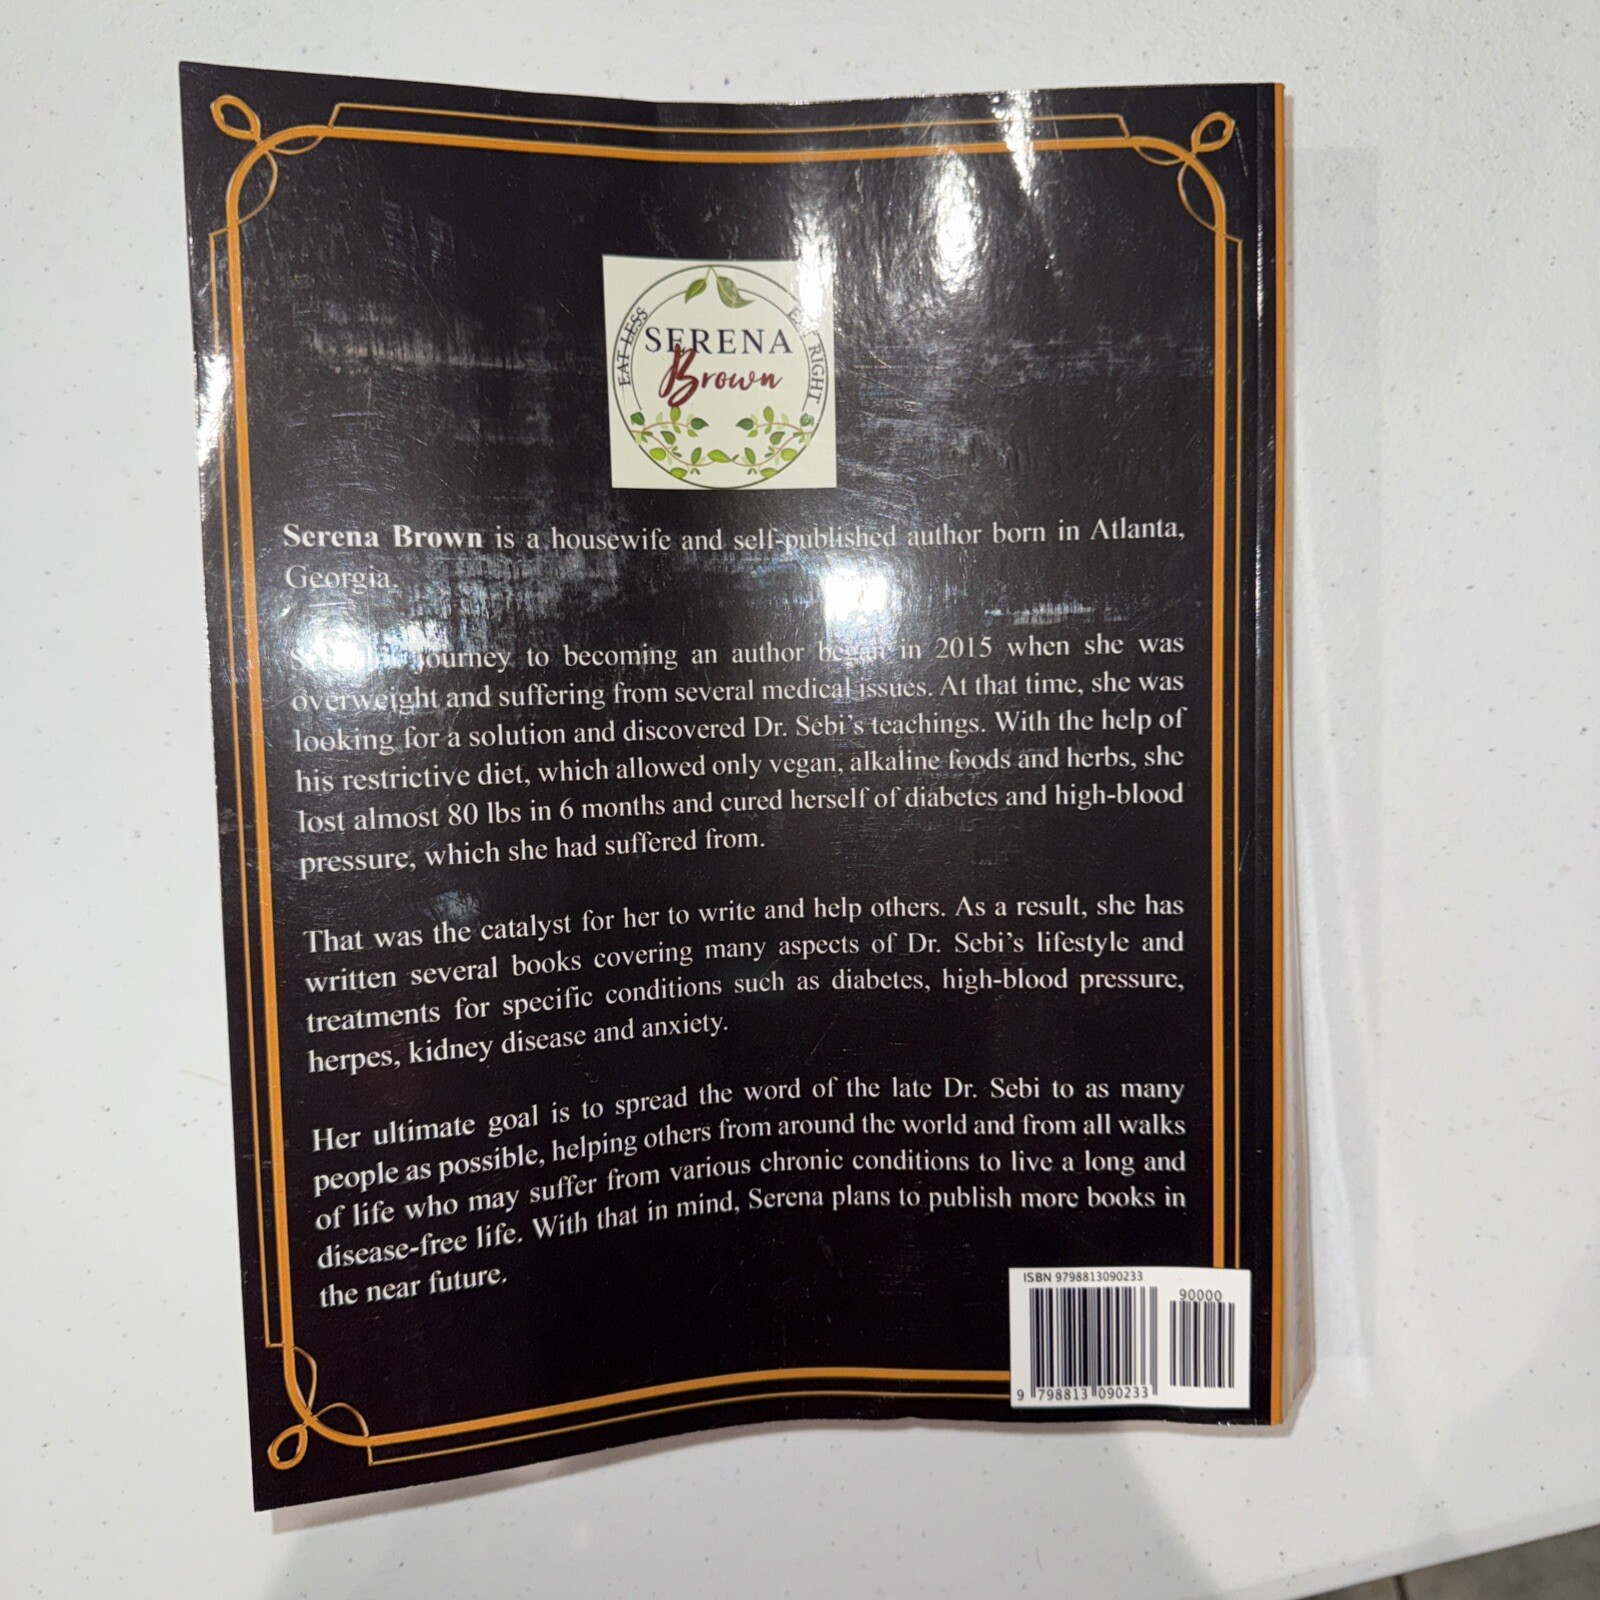 EAT LESS
RIGHT
SERENA
Brown
Serena Brown is a housewife and self-published author born in Atlanta,
Georgia.
journey to becoming an author began in 2015 when she was
overweight and suffering from several medical issues. At that time, she was
looking for a solution and discovered Dr. Sebi's teachings. With the help of
his restrictive diet, which allowed only vegan, alkaline foods and herbs, she
lost almost 80 lbs in 6 months and cured herself of diabetes and high-blood
pressure, which she had suffered from.
That was the catalyst for her to write and help others. As a result, she has
written several books covering many aspects of Dr. Sebi's lifestyle and
treatments for specific conditions such as diabetes, high-blood pressure,
herpes, kidney disease and anxiety.
Her ultimate goal is to spread the word of the late Dr. Sebi to as many
people as possible, helping others from around the world and from all walks
of life who may suffer from various chronic conditions to live a long and
disease-free life. With that in mind, Serena plans to publish more books in
the near future.
ISBN 9798813090233
90000
9 798813 090233